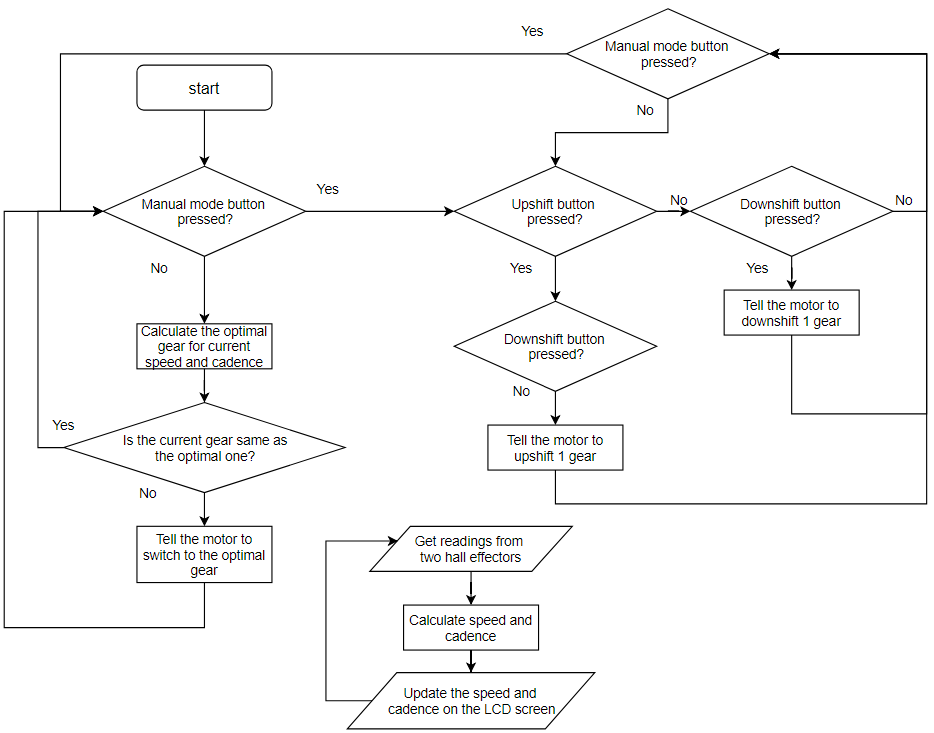 Yes
Manual mode button
pressed?
start
No
Manual mode button
pressed?
Yes
Upshift button
pressed?
No
Downshift button
pressed?
No
No
Yes
Yes
Calculate the optimal
gear for current
speed and cadence
Downshift button
pressed?
Tell the motor to
downshift 1 gear
No
Yes
Is the current gear same as
the optimal one?
Tell the motor to
upshift 1 gear
No
Tell the motor to
switch to the optimal
gear
Get readings from
two hall effectors
Calculate speed and
cadence
Update the speed and
cadence on the LCD screen